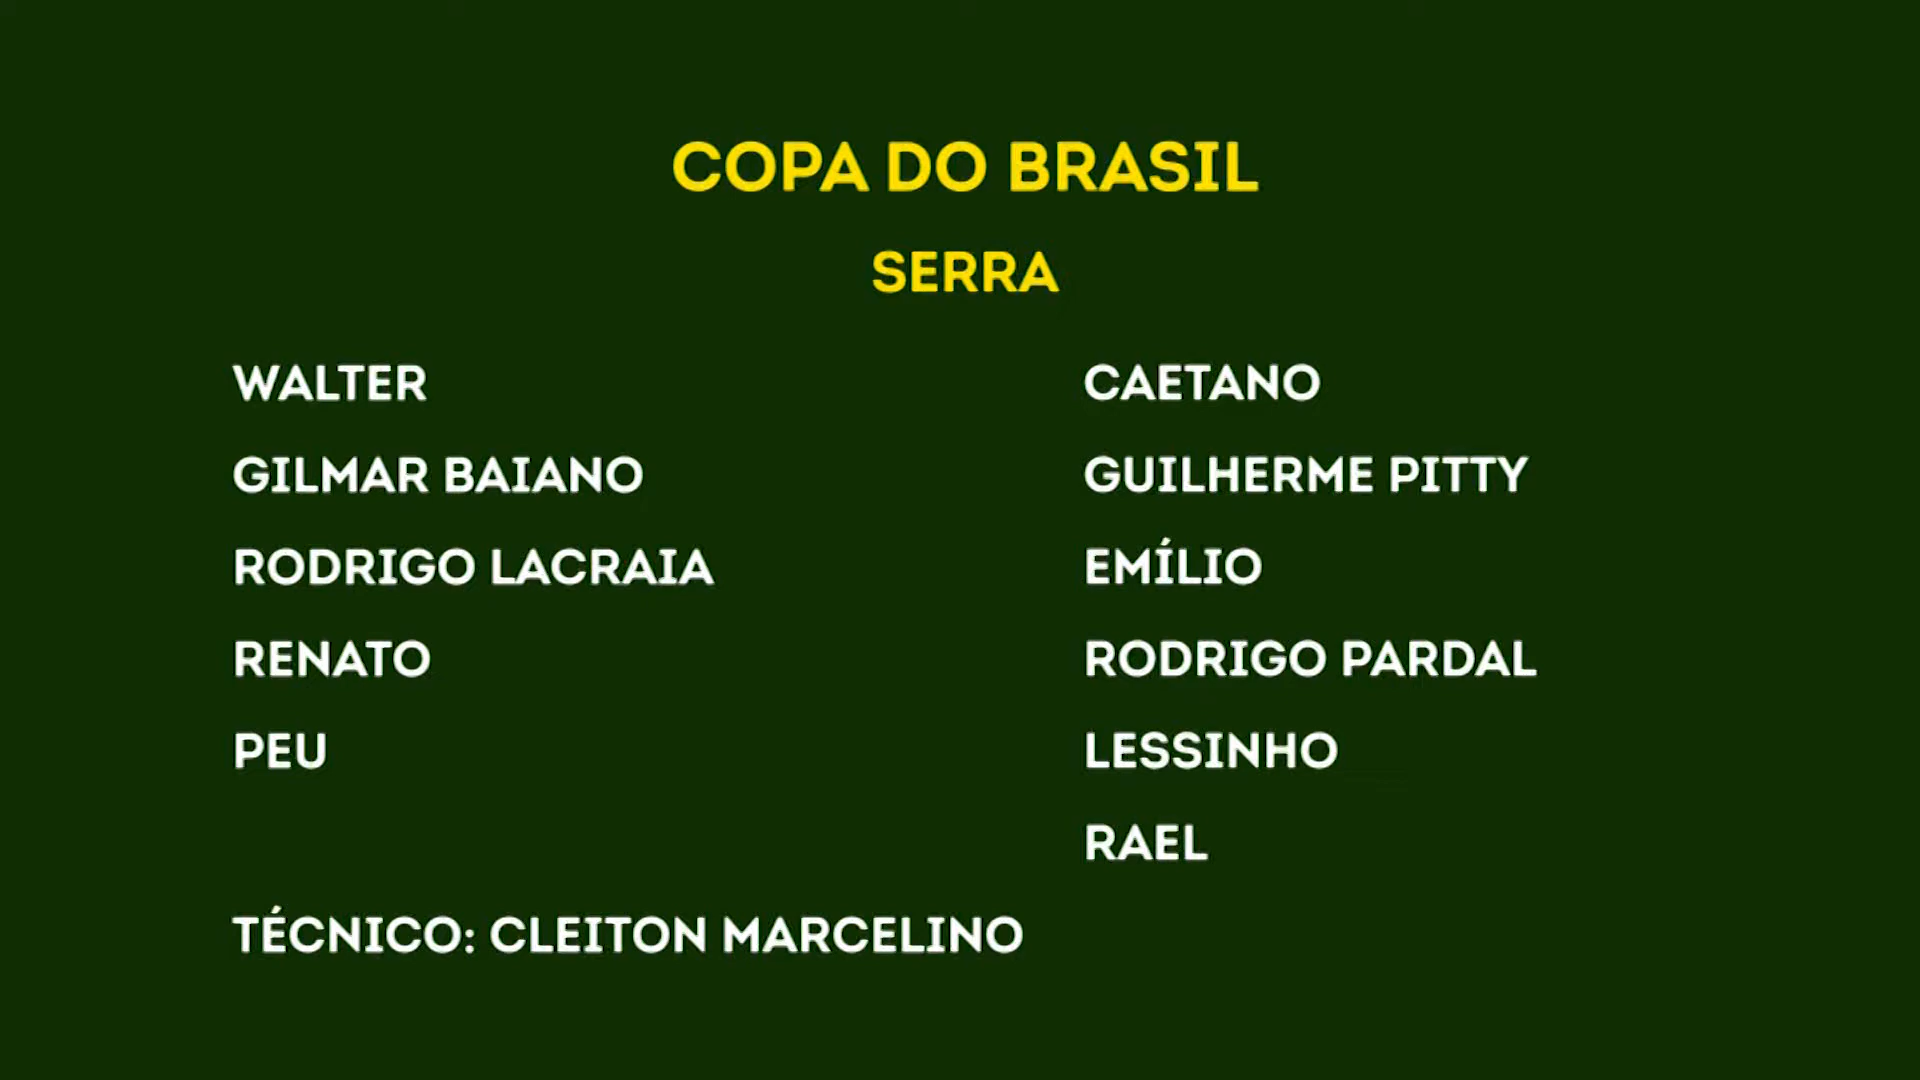 COPA DO BRASIL
SERRA
WALTER
GILMAR BAIANO
RODRIGO LACRAIA
RENATO
PEU
CAETANO
GUILHERME PITTY
EMÍLIO
RODRIGO PARDAL
LESSINHO
RAEL
TÉCNICO: CLEITON MARCELINO